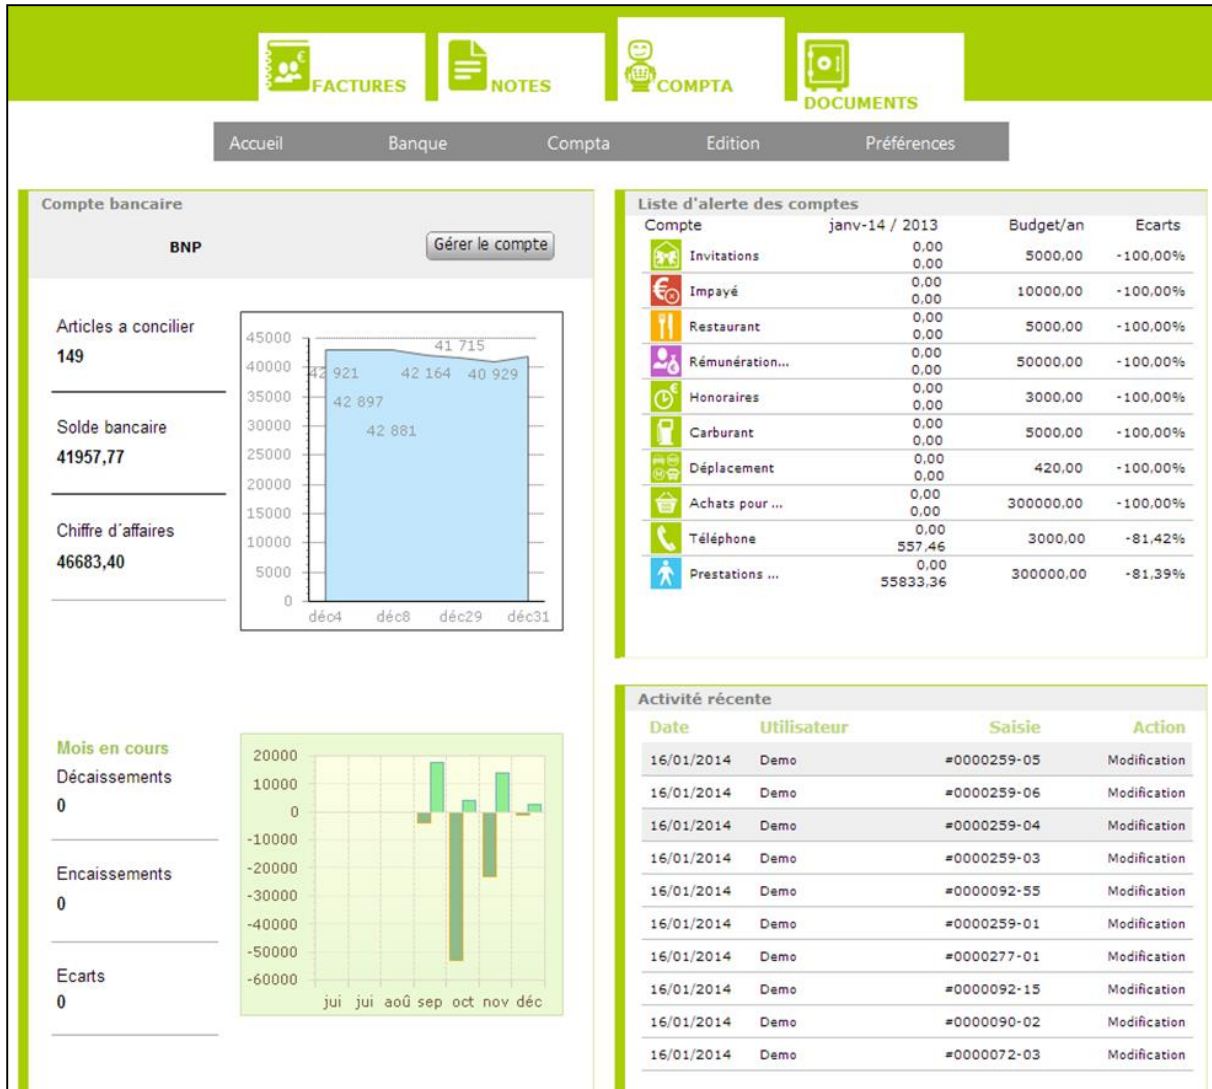 FACTURES
NOTES
COMPTA
DOCUMENTS
Accueil Banque Compta Edition Préférences
Compte bancaire
BNP
Gérer le compte
Articles a concilier
149
Solde bancaire
41957,77
Chiffre d´affaires
46683,40
45000
40000
35000
30000
25000
20000
15000
10000
5000
0
42 921
42 897
42 881
42 164
41 715
40 929
déc4 déc8 déc29 déc31
Mois en cours
Décaissements
0
Encaissements
0
Ecarts
0
20000
10000
0
-10000
-20000
-30000
-40000
-50000
-60000
jui jui aoû sep oct nov déc
Liste d'alerte des comptes
Compte janv-14 / 2013 Budget/an Ecarts
0,00
Invitations 5000,00 -100,00%
0,00
0,00
Impayé 10000,00 -100,00%
0,00
0,00
Restaurant 5000,00 -100,00%
0,00
0,00
Rémunération... 50000,00 -100,00%
0,00
0,00
Honoraires 3000,00 -100,00%
0,00
0,00
Carburant 5000,00 -100,00%
0,00
0,00
Déplacement 420,00 -100,00%
0,00
0,00
Achats pour ... 300000,00 -100,00%
0,00
0,00
Téléphone 3000,00 -81,42%
557,46
0,00
Prestations ... 300000,00 -81,39%
55833,36
Activité récente
Date Utilisateur Saisie Action
16/01/2014 Demo #0000259-05 Modification
16/01/2014 Demo #0000259-06 Modification
16/01/2014 Demo #0000259-04 Modification
16/01/2014 Demo #0000259-03 Modification
16/01/2014 Demo #0000092-55 Modification
16/01/2014 Demo #0000259-01 Modification
16/01/2014 Demo #0000277-01 Modification
16/01/2014 Demo #0000092-15 Modification
16/01/2014 Demo #0000090-02 Modification
16/01/2014 Demo #0000072-03 Modification